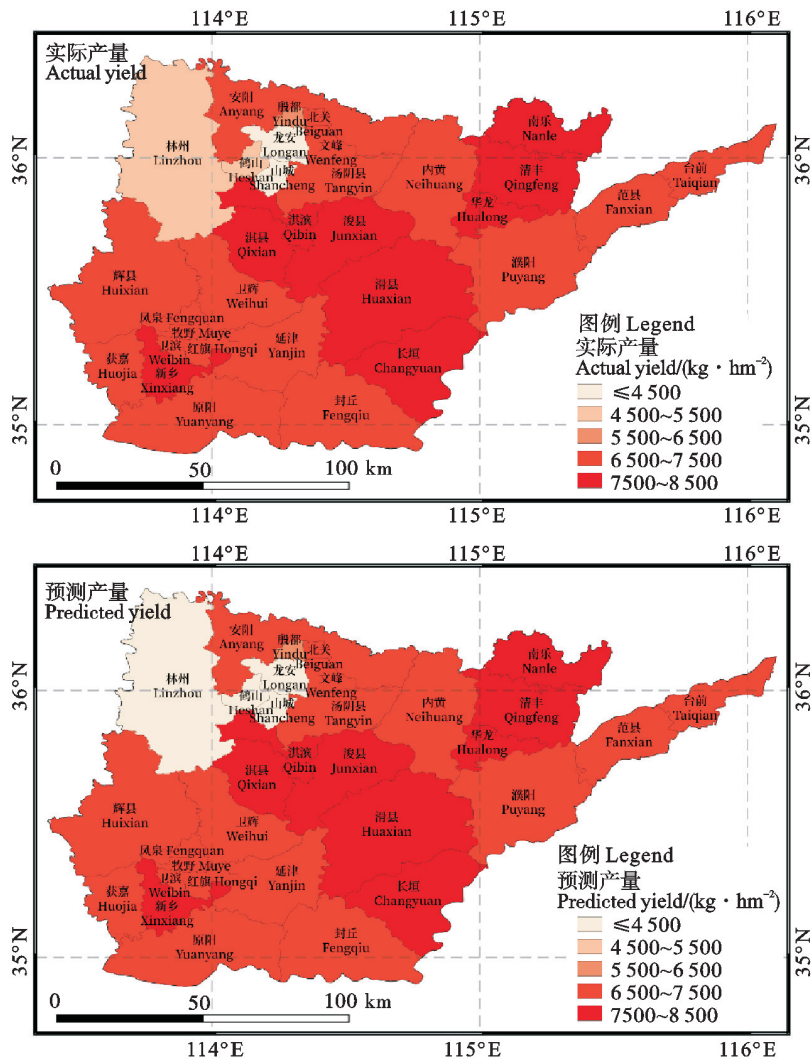 114°E 115°E 116°E
实际产量
Actual yield
36°N
36°N
35°N
35°N
安阳
Anyang
殷都
Yindu
北关
Beiguan
林州
Linzhou
龙安
Longan
文峰
Wenfeng
鹤山
Heshan
山城
Shancheng
汤阴县
Tangyin
内黄
Neihuang
南乐
Nanle
清丰
Qingfeng
华龙
Hualong
台前
Taiqian
范县
Fanxian
濮阳
Puyang
淇县
Qixian
淇滨
Qibin
浚县
Junxian
滑县
Huaxian
辉县
Huixian
卫辉
Weihui
凤泉 Fengquan
牧野 Muye
卫滨
Weibin
红旗 Hongqi
延津
Yanjin
获嘉
Huojia
新乡
Xinxiang
长垣
Changyuan
原阳
Yuanyang
封丘
Fengqiu
图例 Legend
实际产量
Actual yield/(kg·hm⁻²)
≤4 500
4 500~5 500
5 500~6 500
6 500~7 500
7500~8 500
0 50 100 km
114°E 115°E 116°E
114°E 115°E 116°E
预测产量
Predicted yield
36°N
36°N
35°N
35°N
安阳
Anyang
殷都
Yindu
北关
Beiguan
林州
Linzhou
龙安
Longan
文峰
Wenfeng
鹤山
Heshan
山城
Shancheng
汤阴县
Tangyin
内黄
Neihuang
南乐
Nanle
清丰
Qingfeng
华龙
Hualong
台前
Taiqian
范县
Fanxian
濮阳
Puyang
淇县
Qixian
淇滨
Qibin
浚县
Junxian
滑县
Huaxian
辉县
Huixian
卫辉
Weihui
凤泉 Fengquan
牧野 Muye
卫滨
Weibin
红旗 Hongqi
延津
Yanjin
获嘉
Huojia
新乡
Xinxiang
长垣
Changyuan
原阳
Yuanyang
封丘
Fengqiu
图例 Legend
预测产量
Predicted yield/(kg·hm⁻²)
≤4 500
4 500~5 500
5 500~6 500
6 500~7 500
7500~8 500
0 50 100 km
114°E 115°E 116°E